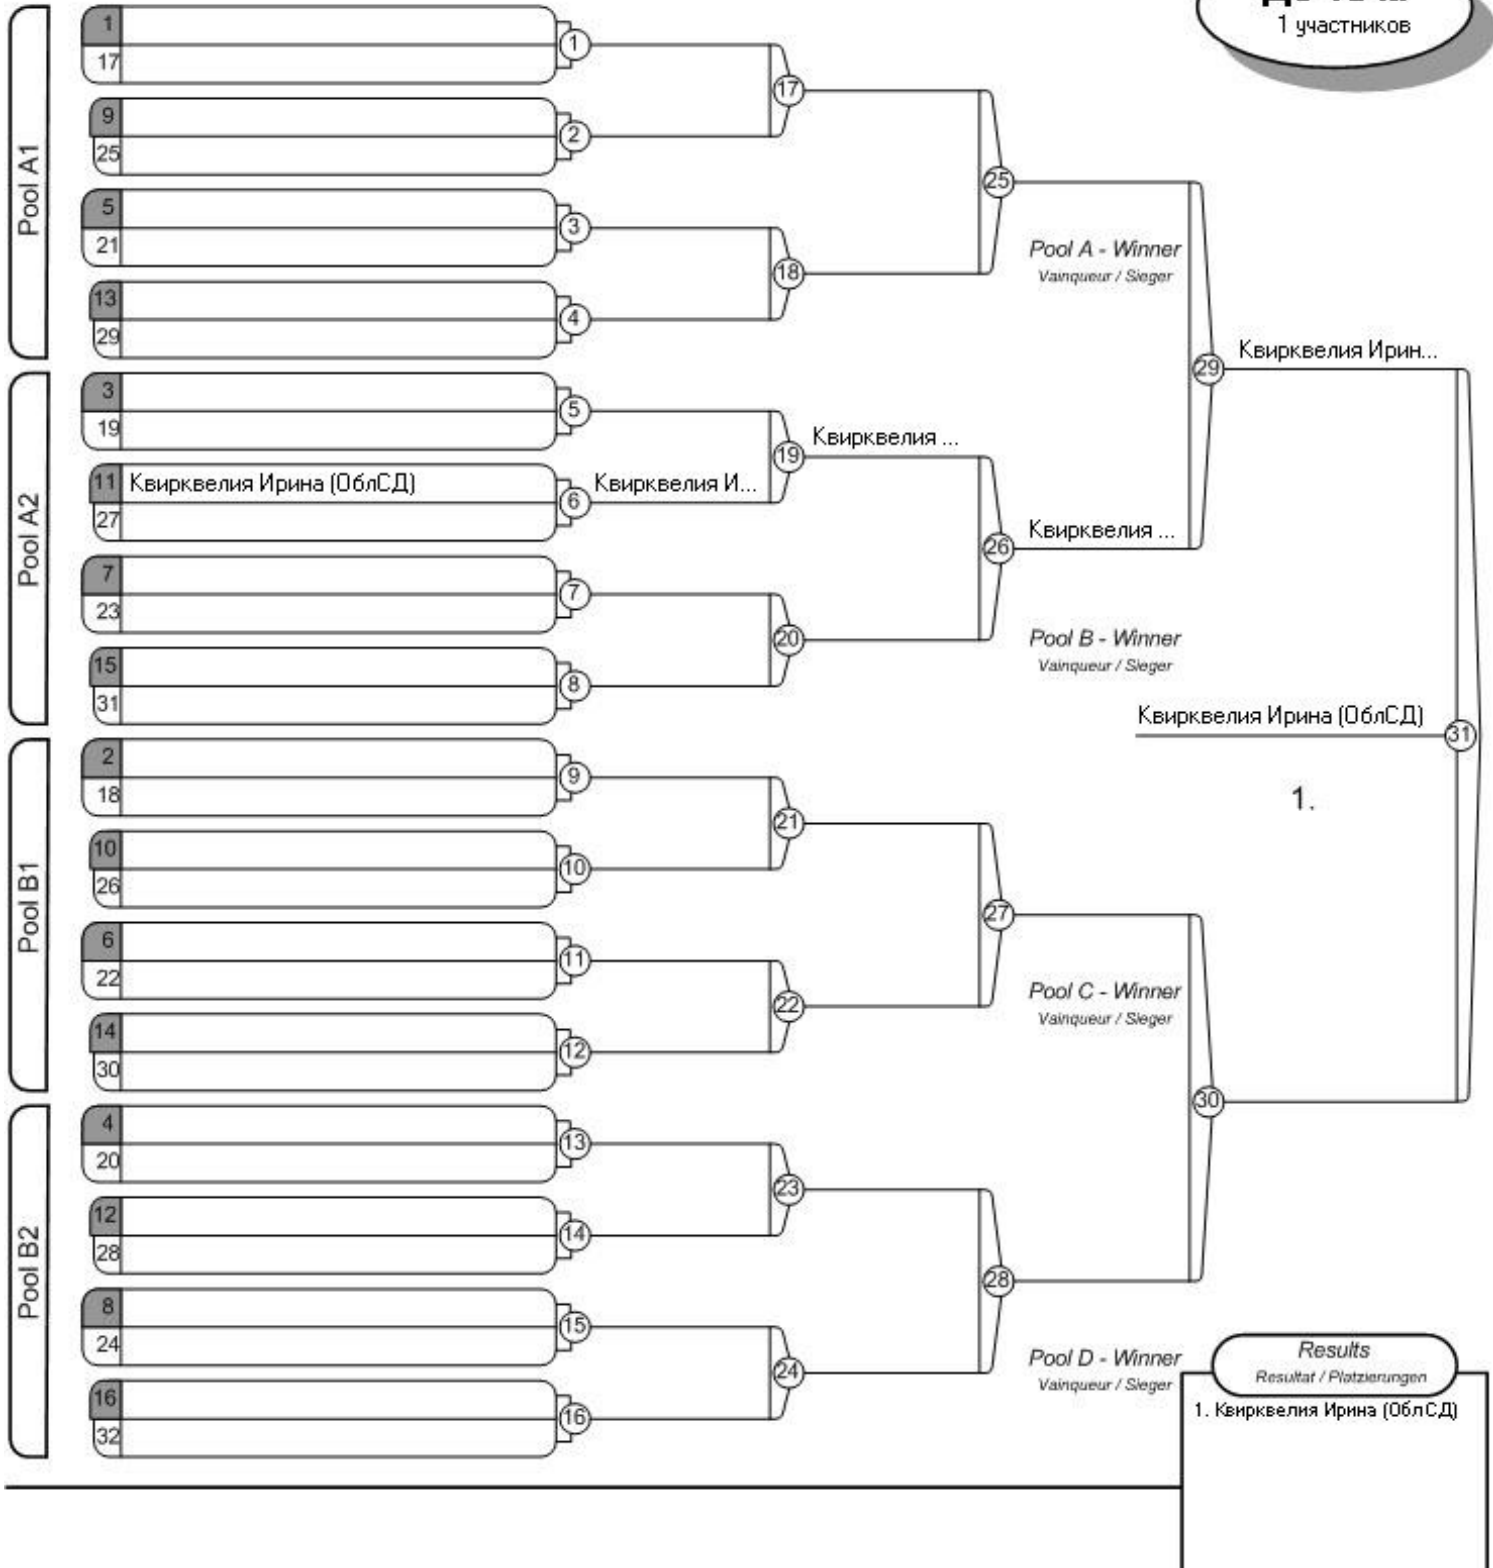 1 участников
Pool A1
1
17
1
9
25
2
17
5
21
3
13
29
4
18
25
Pool A - Winner
Vainqueur / Sieger
Pool A2
3
19
5
11 Квирквелия Ирина (ОблСД)
27
6
Квирквелия И...
19
Квирквелия ...
7
23
7
15
31
8
20
26
Квирквелия ...
Pool B - Winner
Vainqueur / Sieger
29
Квирквелия Ирин...
Квирквелия Ирина (ОблСД)
31
1.
Pool B1
2
18
9
10
26
10
21
6
22
11
14
30
12
22
27
Pool C - Winner
Vainqueur / Sieger
30
Pool B2
4
20
13
12
28
14
23
8
24
15
16
32
16
24
28
Pool D - Winner
Vainqueur / Sieger
Results
Resultat / Platzierungen
1. Квирквелия Ирина (ОблСД)